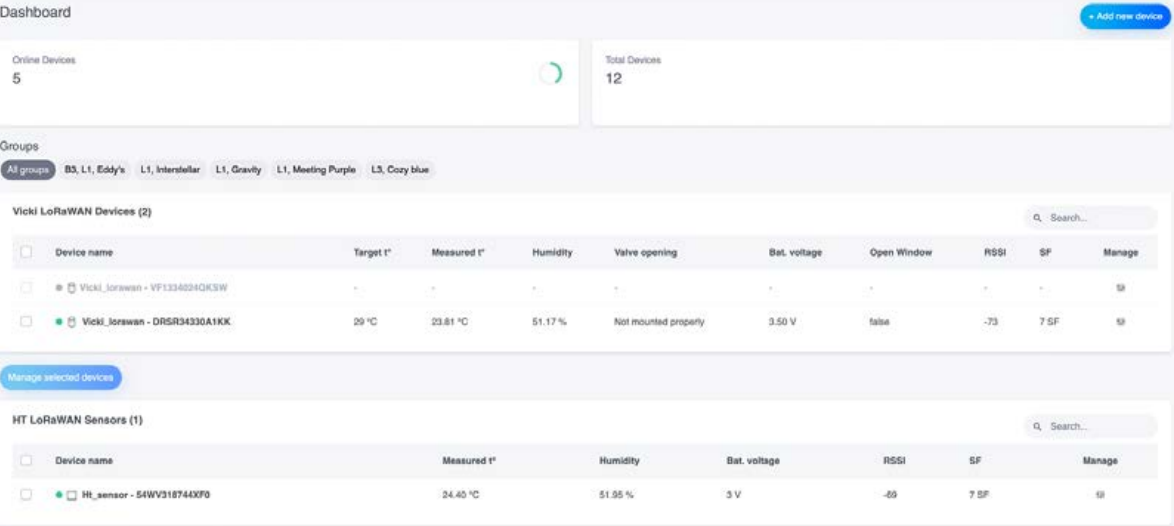 Dashboard
+ Add new device
Online Devices
5
Total Devices
12
Groups
All groups B3, L1, Eddy's L1, Interstellar L1, Gravity L1, Meeting Purple L3, Cozy blue
Vicki LoRaWAN Devices (2)
Search...
Device name Target t° Measured t° Humidity Valve opening Bat. voltage Open Window RSSI SF Manage
Vicki_lorawan - VF1334024QKSW - - - - - - - -
Vicki_lorawan - DRSR34330A1KK 29 °C 23.81 °C 51.17 % Not mounted properly 3.50 V false -73 7 SF
Manage selected devices
HT LoRaWAN Sensors (1)
Search...
Device name Measured t° Humidity Bat. voltage RSSI SF Manage
Ht_sensor - S4WV318744XF0 24.40 °C 51.95 % 3 V -69 7 SF